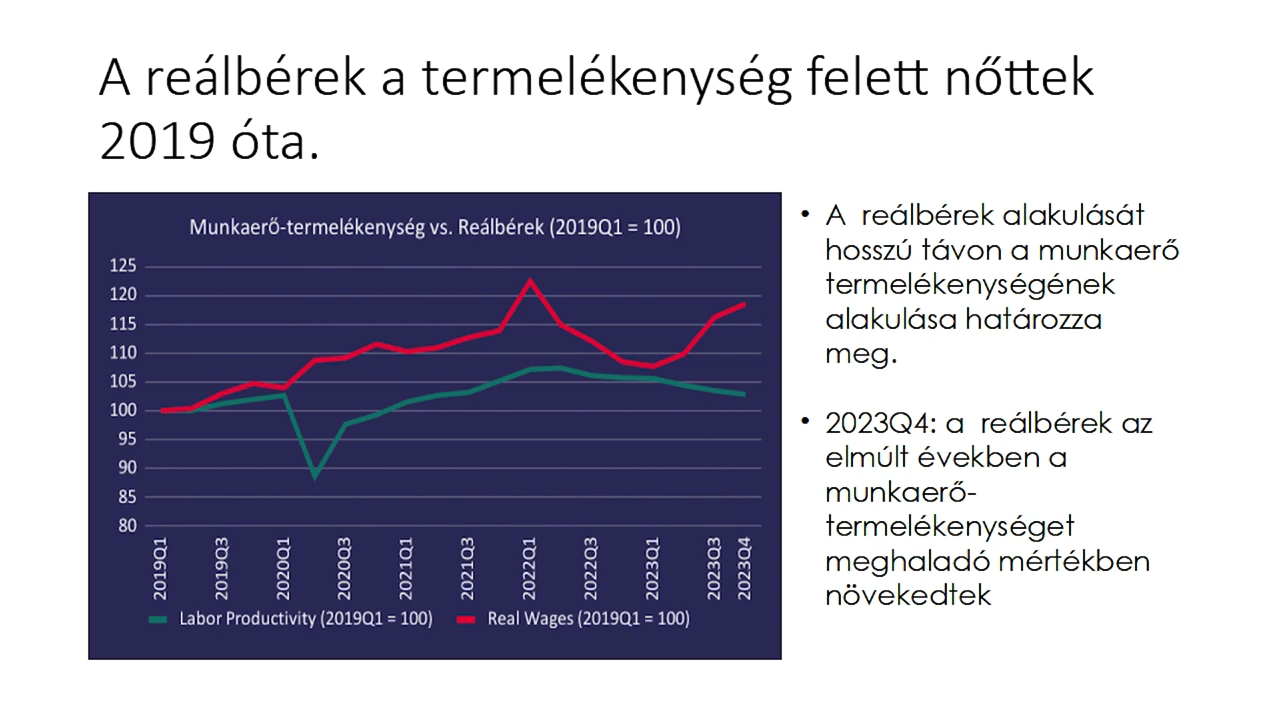 A reálbérek a termelékenység felett nőttek
2019 óta.
Munkaerő-termelékenység vs. Reálbérek (2019Q1 = 100)
125
120
115
110
105
100
95
90
85
80
2019Q1
2019Q3
2020Q1
2020Q3
2021Q1
2021Q3
2022Q1
2022Q3
2023Q1
2023Q3
2023Q4
Labor Productivity (2019Q1 = 100)
Real Wages (2019Q1 = 100)
• A reálbérek alakulását
hosszú távon a munkaerő
termelékenységének
alakulása határozza
meg.
• 2023Q4: a reálbérek az
elmúlt években a
munkaerő-
termelékenységet
meghaladó mértékben
növekedtek